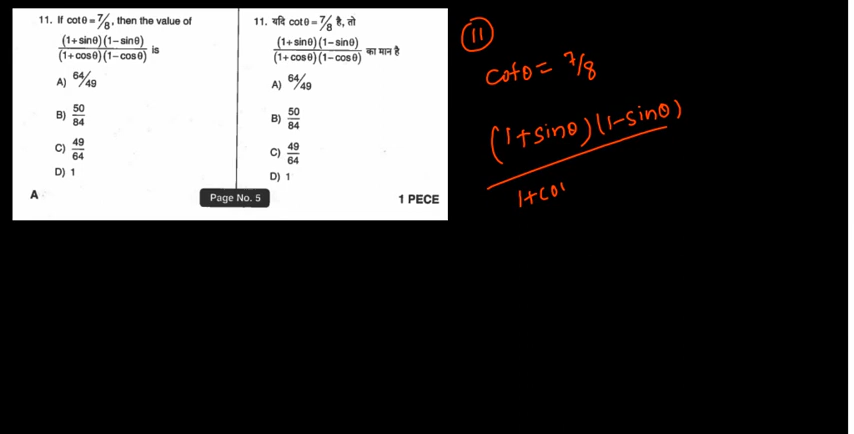 11. If cotθ = 7/8, then the value of
(1+sinθ)(1−sinθ)
(1+cosθ)(1−cosθ) is
A) 64/49
B) 50/84
C) 49/64
D) 1
A
11. यदि cotθ = 7/8 है, तो
(1+sinθ)(1−sinθ)
(1+cosθ)(1−cosθ) का मान है
A) 64/49
B) 50/84
C) 49/64
D) 1
Page No. 5
1 PECE
11
cotθ = 7/8
(1+sinθ)(1−sinθ)
1+cos